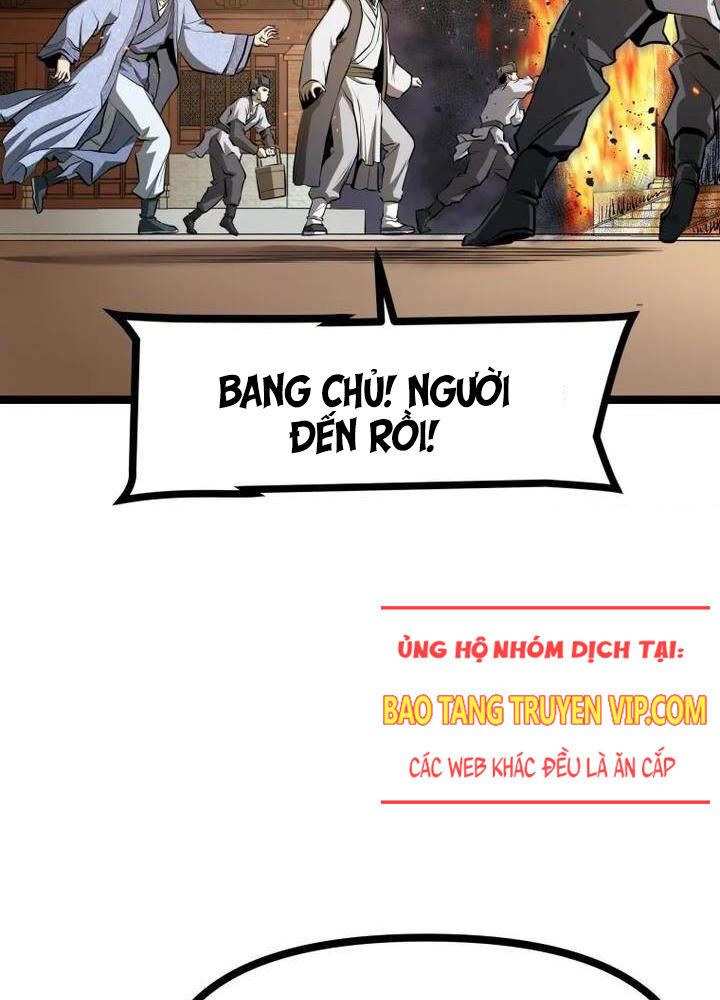 BANG CHỦ! NGƯỜI
ĐẾN RỒI!
ỦNG HỘ NHÓM DỊCH TẠI:
BAO TANG TRUYEN VIP.COM
CÁC WEB KHÁC ĐỀU LÀ ĂN CẮP